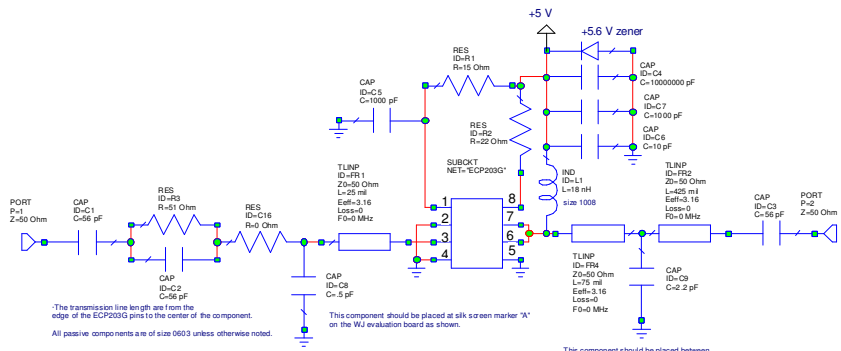 +5 V
+5.6 V zener
RES
ID=R1
R=15 Ohm
CAP
ID=C4
C=10000000 pF
CAP
ID=C5
C=1000 pF
CAP
ID=C7
C=1000 pF
RES
ID=R2
R=22 Ohm
CAP
ID=C6
C=10 pF
SUBCKT
NET="ECP203G"
TLINP
ID=FR1
Z0=50 Ohm
L=25 mil
Eeff=3.16
Loss=0
F0=0 MHz
IND
ID=L1
L=18 nH
size 1008
TLINP
ID=FR2
Z0=50 Ohm
L=425 mil
Eeff=3.16
Loss=0
F0=0 MHz
PORT
P=1
Z=50 Ohm
CAP
ID=C1
C=56 pF
RES
ID=R3
R=51 Ohm
RES
ID=C16
R=0 Ohm
1
2
3
4
8
7
6
5
CAP
ID=C3
C=56 pF
PORT
P=2
Z=50 Ohm
CAP
ID=C2
C=56 pF
CAP
ID=C8
C=.5 pF
TLINP
ID=FR4
Z0=50 Ohm
L=75 mil
Eeff=3.16
Loss=0
F0=0 MHz
CAP
ID=C9
C=2.2 pF
-The transmission line length are from the
edge of the ECP203G pins to the center of the component.
All passive components are of size 0603 unless otherwise noted.
This component should be placed at silk screen marker "A"
on the WJ evaluation board as shown.
This component should be placed between